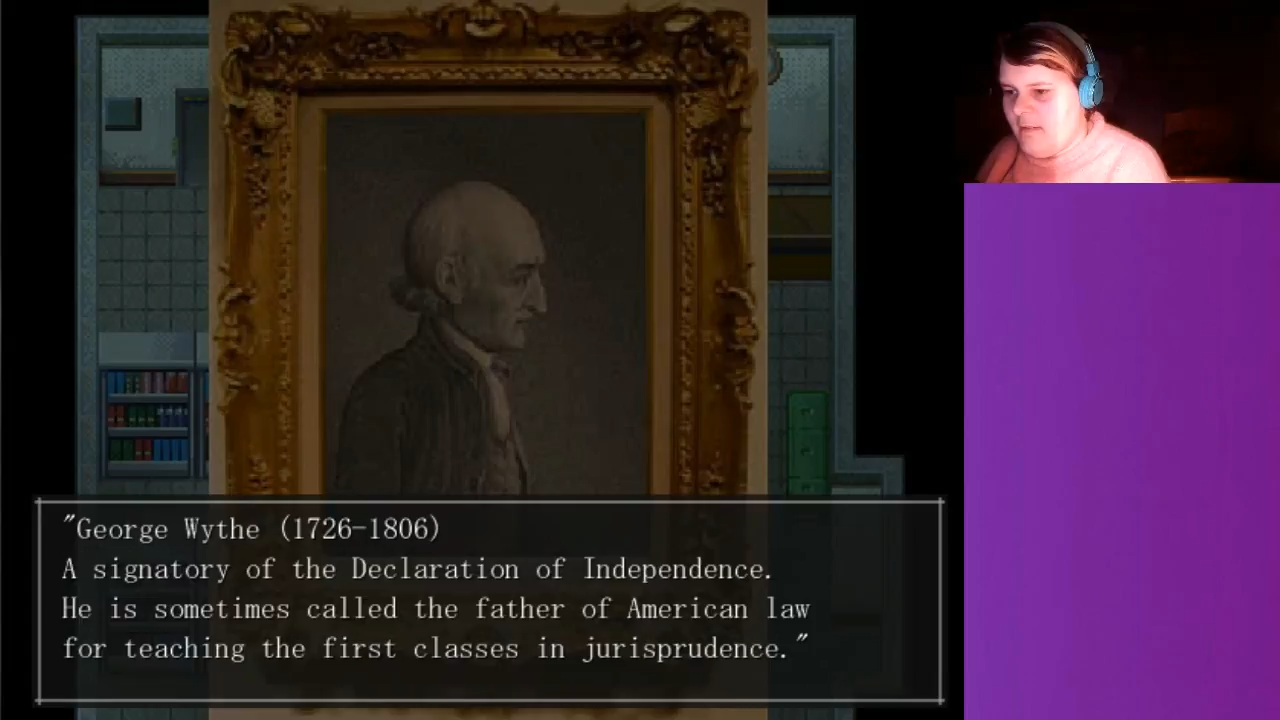 "George Wythe (1726-1806)
A signatory of the Declaration of Independence.
He is sometimes called the father of American law
for teaching the first classes in jurisprudence."